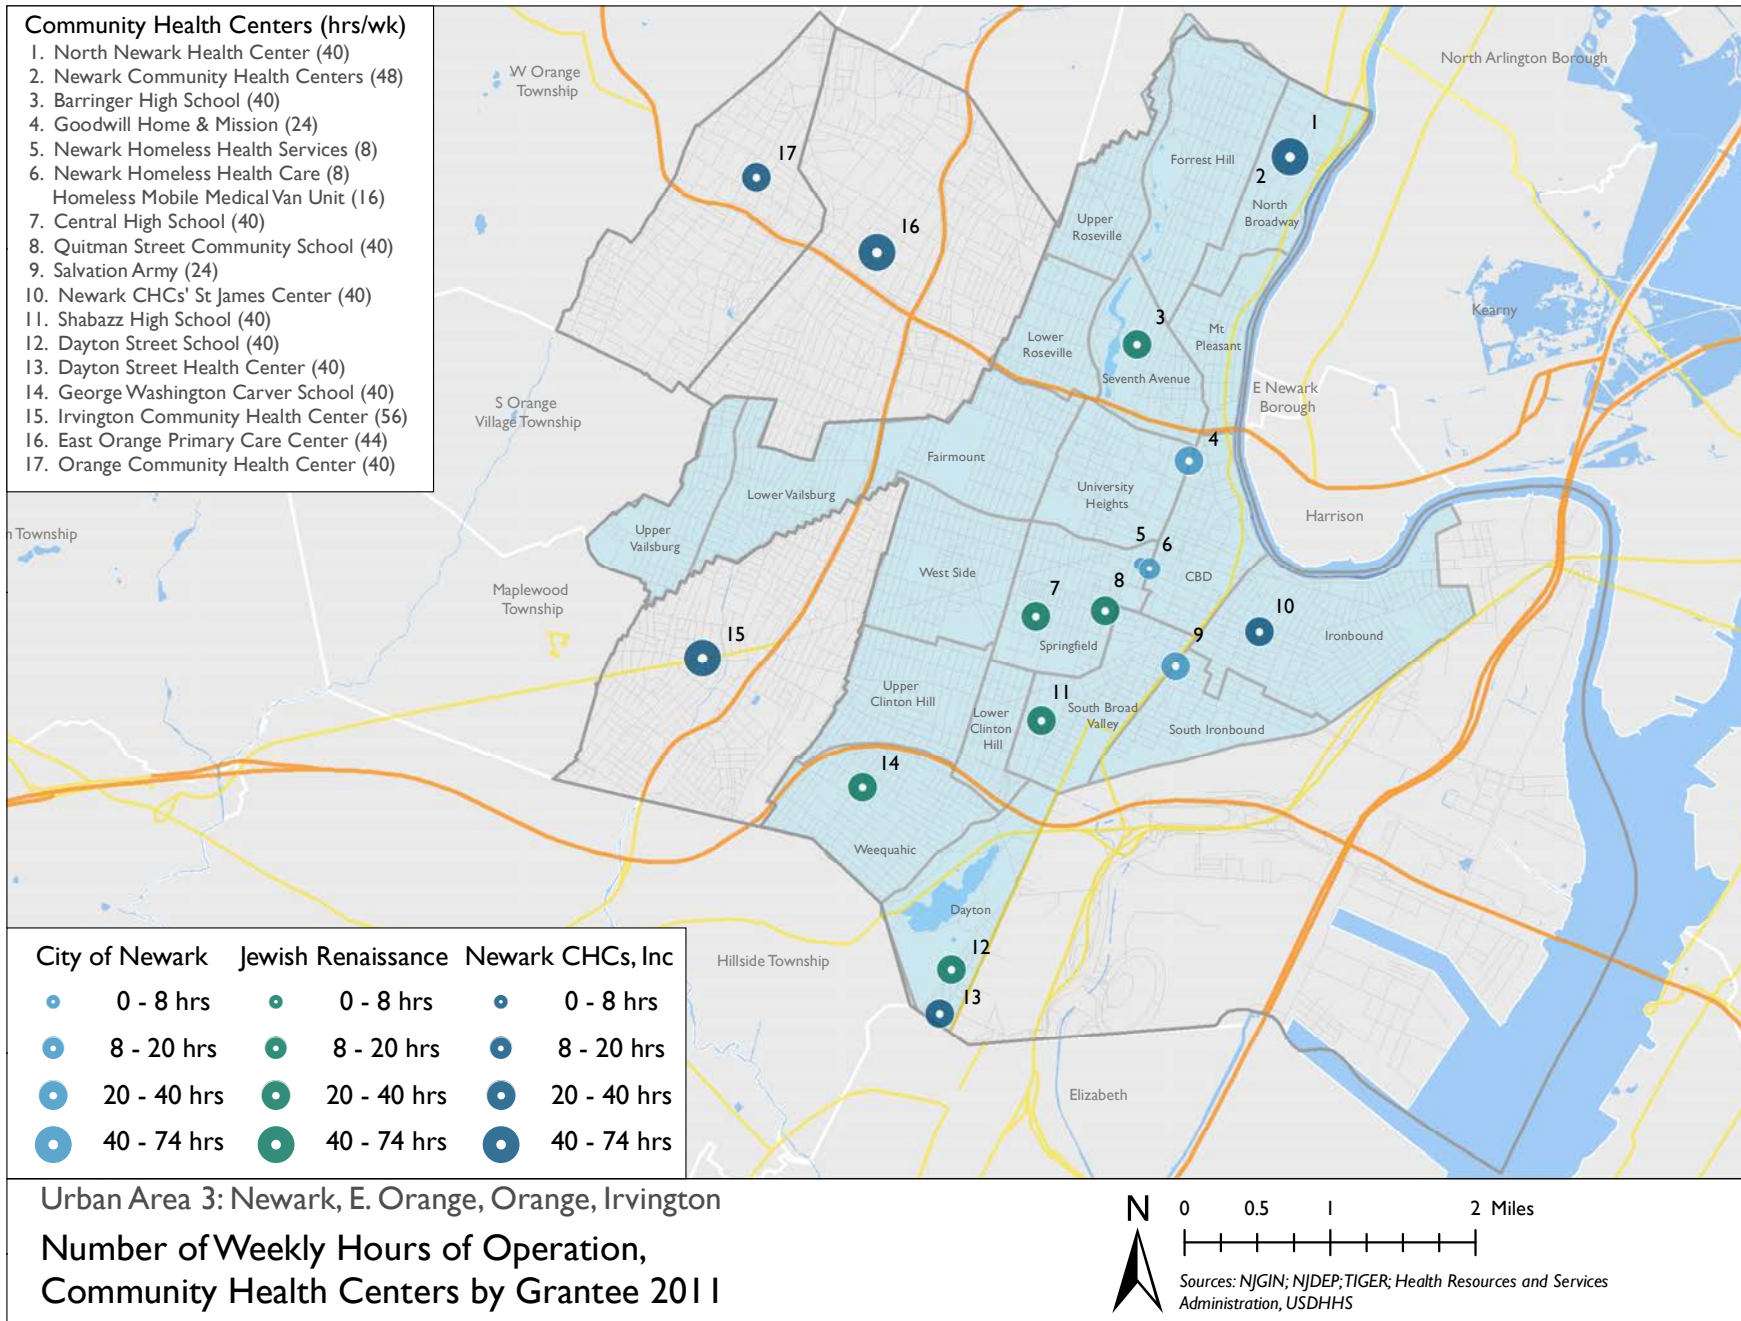 Community Health Centers (hrs/wk)
1. North Newark Health Center (40)
2. Newark Community Health Centers (48)
3. Barringer High School (40)
4. Goodwill Home & Mission (24)
5. Newark Homeless Health Services (8)
6. Newark Homeless Health Care (8)
Homeless Mobile Medical Van Unit (16)
7. Central High School (40)
8. Quitman Street Community School (40)
9. Salvation Army (24)
10. Newark CHCs' St James Center (40)
11. Shabazz High School (40)
12. Dayton Street School (40)
13. Dayton Street Health Center (40)
14. George Washington Carver School (40)
15. Irvington Community Health Center (56)
16. East Orange Primary Care Center (44)
17. Orange Community Health Center (40)
W Orange
Township
North Arlington Borough
1
17
Forrest Hill
2
North
Broadway
Upper
Roseville
16
Kearny
3
Mt
Pleasant
Lower
Roseville
Seventh Avenue
E Newark
Borough
S Orange
Village Township
4
Fairmount
University
Heights
Lower Vailsburg
Harrison
Upper
Vailsburg
n Township
5
6
West Side
CBD
Maplewood
Township
7
8
10
15
9
Ironbound
Springfield
Upper
Clinton Hill
11
Lower
Clinton
Hill
South Broad
Valley
South Ironbound
14
Weequahic
Dayton
12
Hillside Township
13
Elizabeth
City of Newark
0 - 8 hrs
8 - 20 hrs
20 - 40 hrs
40 - 74 hrs
Jewish Renaissance
0 - 8 hrs
8 - 20 hrs
20 - 40 hrs
40 - 74 hrs
Newark CHCs, Inc
0 - 8 hrs
8 - 20 hrs
20 - 40 hrs
40 - 74 hrs
Urban Area 3: Newark, E. Orange, Orange, Irvington
Number of Weekly Hours of Operation,
Community Health Centers by Grantee 2011
N
0 0.5 1 2 Miles
Sources: NJGIN; NJDEP; TIGER; Health Resources and Services
Administration, USDHHS